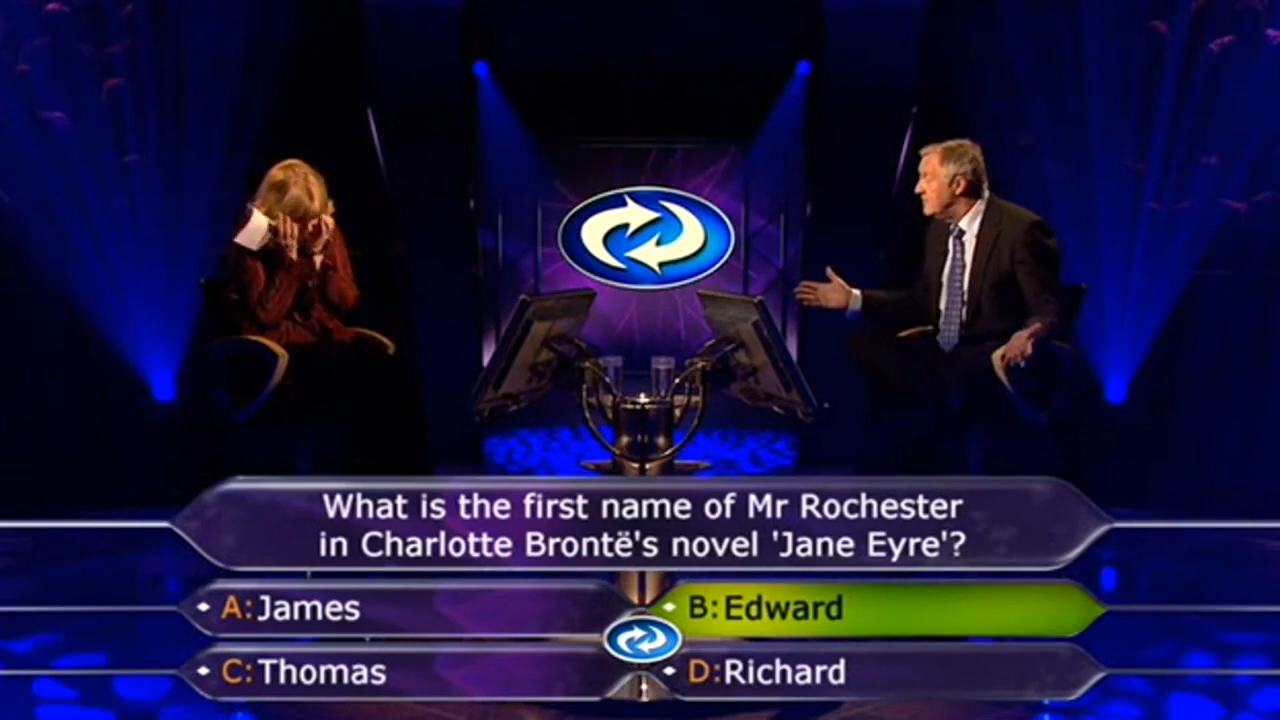 What is the first name of Mr Rochester
in Charlotte Brontë's novel 'Jane Eyre'?
A: James
B: Edward
C: Thomas
D: Richard